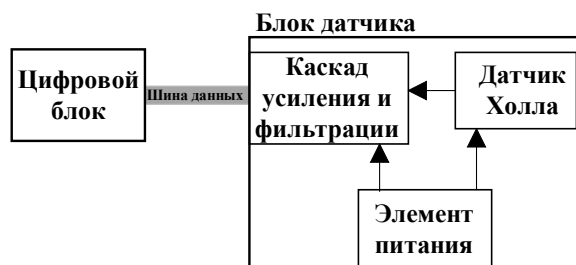 Блок датчика
Цифровой
блок
Шина данных
Каскад
усиления и
фильтрации
Датчик
Холла
Элемент
питания